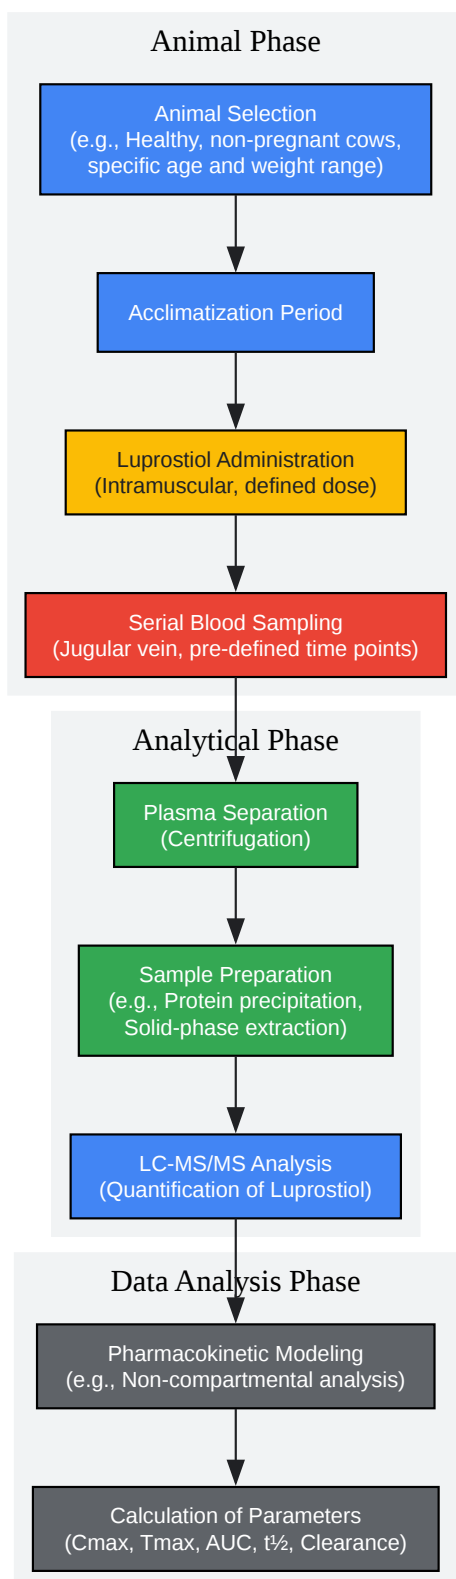 Animal Phase
Animal Selection
(e.g., Healthy, non-pregnant cows,
specific age and weight range)
Acclimatization Period
Luprostiol Administration
(Intramuscular, defined dose)
Serial Blood Sampling
(Jugular vein, pre-defined time points)
Analytical Phase
Plasma Separation
(Centrifugation)
Sample Preparation
(e.g., Protein precipitation,
Solid-phase extraction)
LC-MS/MS Analysis
(Quantification of Luprostiol)
Data Analysis Phase
Pharmacokinetic Modeling
(e.g., Non-compartmental analysis)
Calculation of Parameters
(Cmax, Tmax, AUC, t½, Clearance)